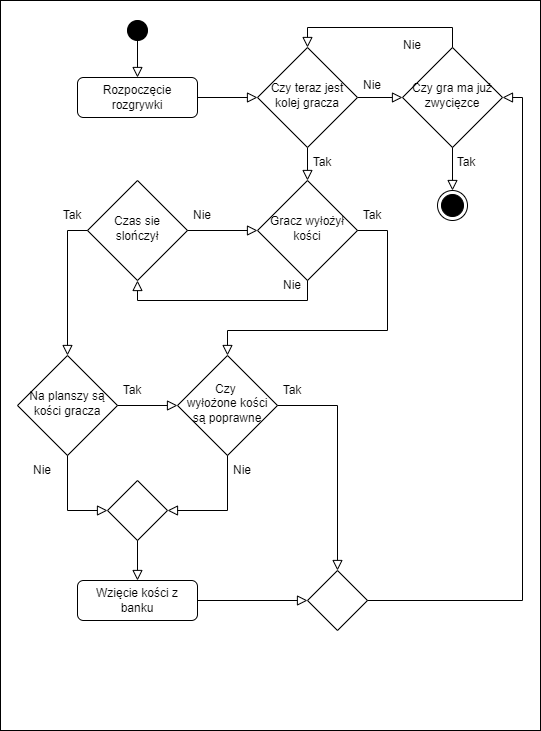 Rozpoczęcie
rozgrywki
Czy teraz jest
kolej gracza
Nie
Nie
Czy gra ma już
zwycięzce
Tak
Tak
Tak
Czas sie
slończył
Nie
Gracz wyłożył
kości
Tak
Nie
Na planszy są
kości gracza
Tak
Czy
wyłożone kości
są poprawne
Tak
Nie
Nie
Wzięcie kości z
banku